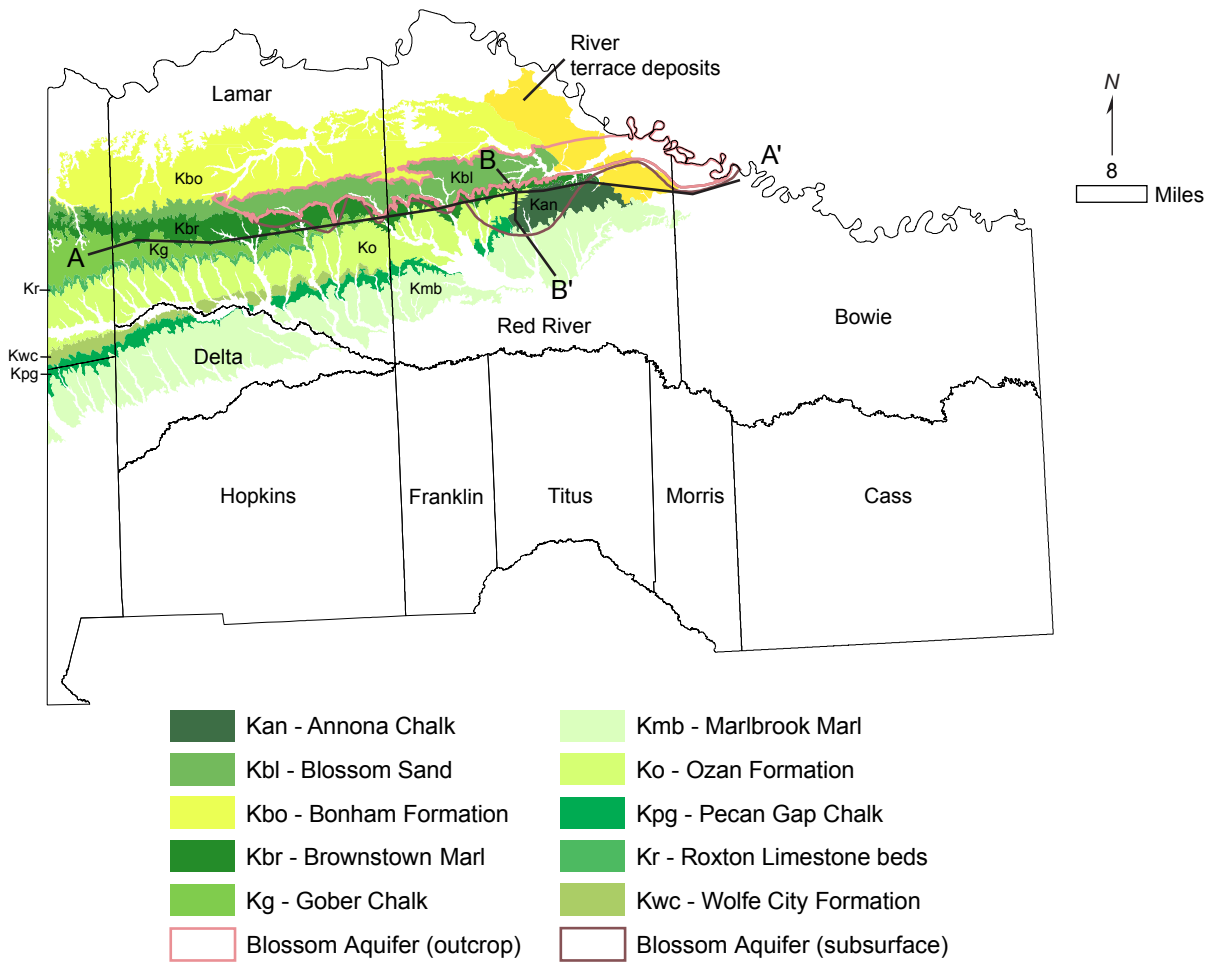 River
terrace deposits
N
Lamar
8
Miles
A'
B
Kbl
Kbo
Kan
Kbr
A
Kg
Ko
B'
Kr
Kmb
Red River
Bowie
Kwc
Delta
Kpg
Hopkins
Franklin
Titus
Morris
Cass
Kan - Annona Chalk
Kbl - Blossom Sand
Kbo - Bonham Formation
Kbr - Brownstown Marl
Kg - Gober Chalk
Blossom Aquifer (outcrop)
Kmb - Marlbrook Marl
Ko - Ozan Formation
Kpg - Pecan Gap Chalk
Kr - Roxton Limestone beds
Kwc - Wolfe City Formation
Blossom Aquifer (subsurface)